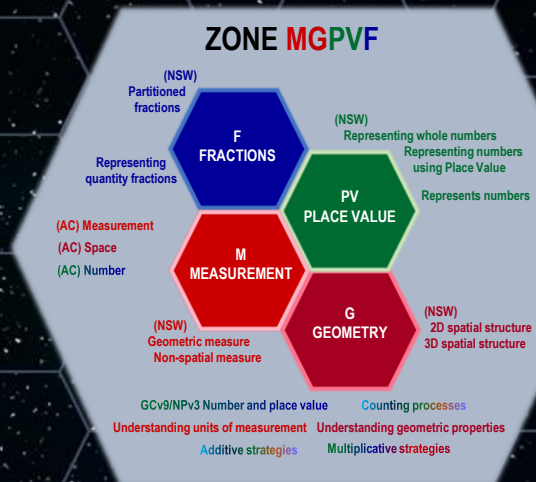 ZONE MGPVF
(NSW)
Partitioned
fractions
F
FRACTIONS
(NSW)
Representing whole numbers
Representing numbers
using Place Value
Representing
quantity fractions
PV
PLACE VALUE
Represents numbers
(AC) Measurement
(AC) Space
(AC) Number
M
MEASUREMENT
G
GEOMETRY
(NSW)
2D spatial structure
3D spatial structure
(NSW)
Geometric measure
Non-spatial measure
GCv9/NPv3 Number and place value Counting processes
Understanding units of measurement Understanding geometric properties
Additive strategies Multiplicative strategies